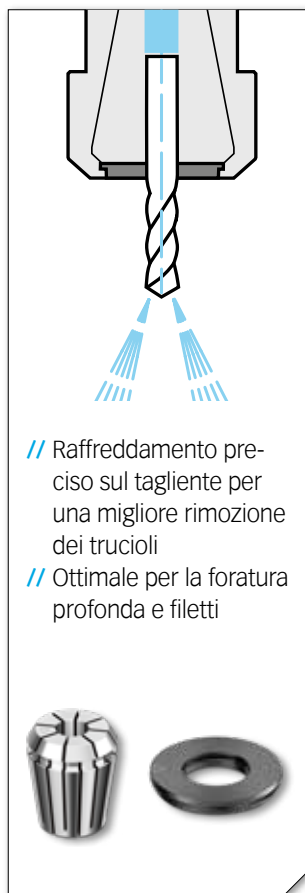 // Raffreddamento pre-
ciso sul tagliente per
una migliore rimozione
dei trucioli
// Ottimale per la foratura
profonda e filetti